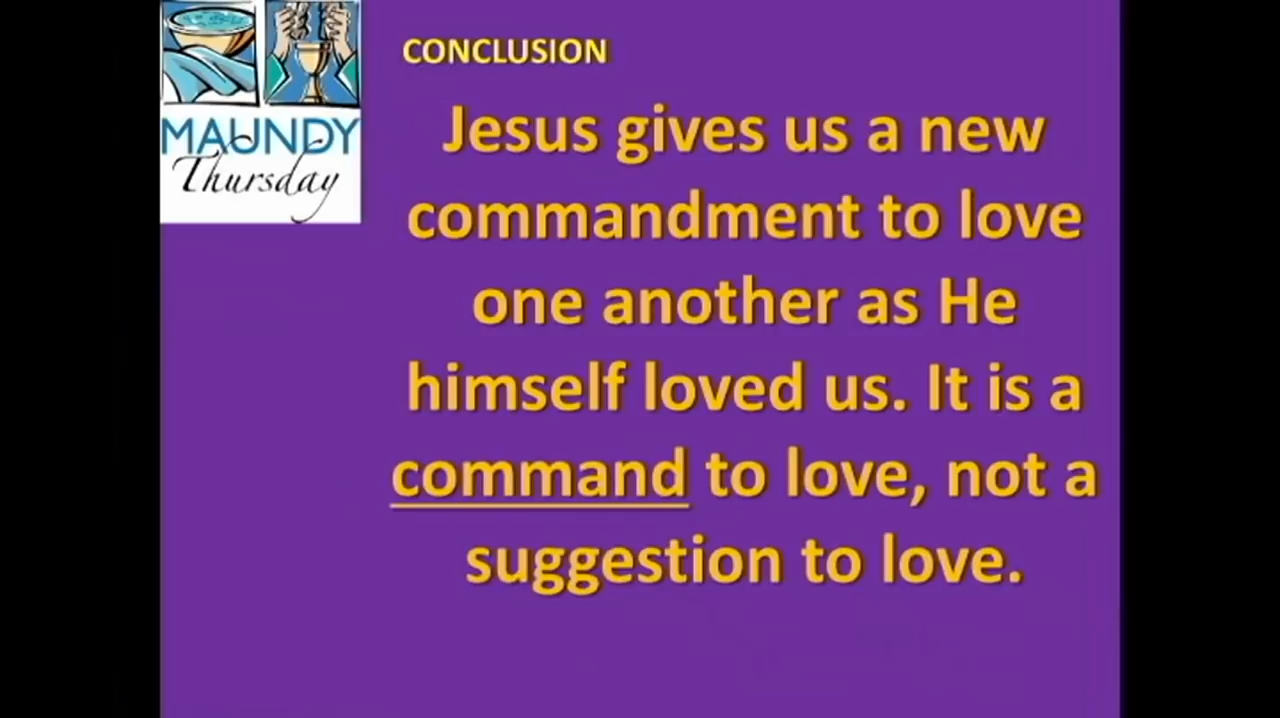 MAUNDY
Thursday
CONCLUSION
Jesus gives us a new
commandment to love
one another as He
himself loved us. It is a
command to love, not a
suggestion to love.